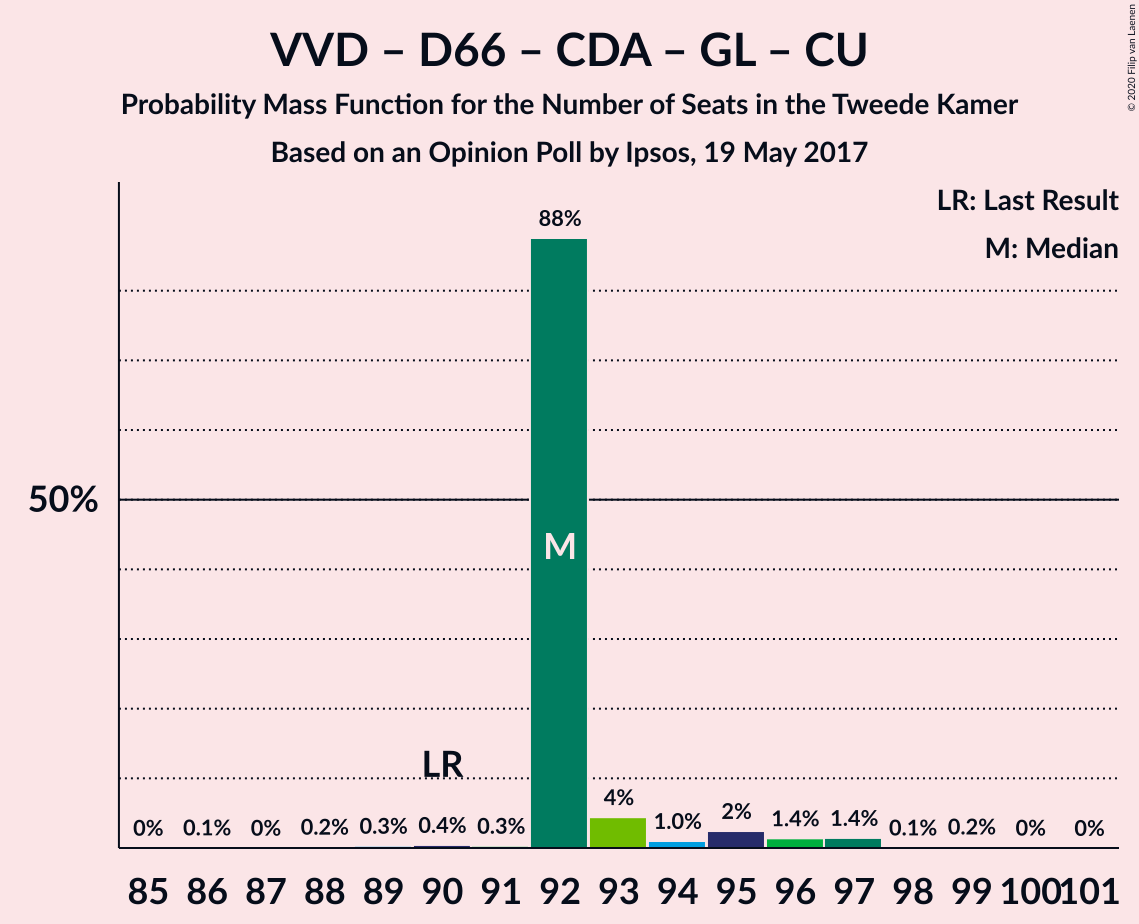 VVD – D66 – CDA – GL – CU
Probability Mass Function for the Number of Seats in the Tweede Kamer
Based on an Opinion Poll by Ipsos, 19 May 2017
© 2020 Filip van Laenen
LR: Last Result
M: Median
50%
88%
M
LR
0% 0.1% 0% 0.2% 0.3% 0.4% 0.3% 4% 1.0% 2% 1.4% 1.4% 0.1% 0.2% 0% 0%
85 86 87 88 89 90 91 92 93 94 95 96 97 98 99 100 101